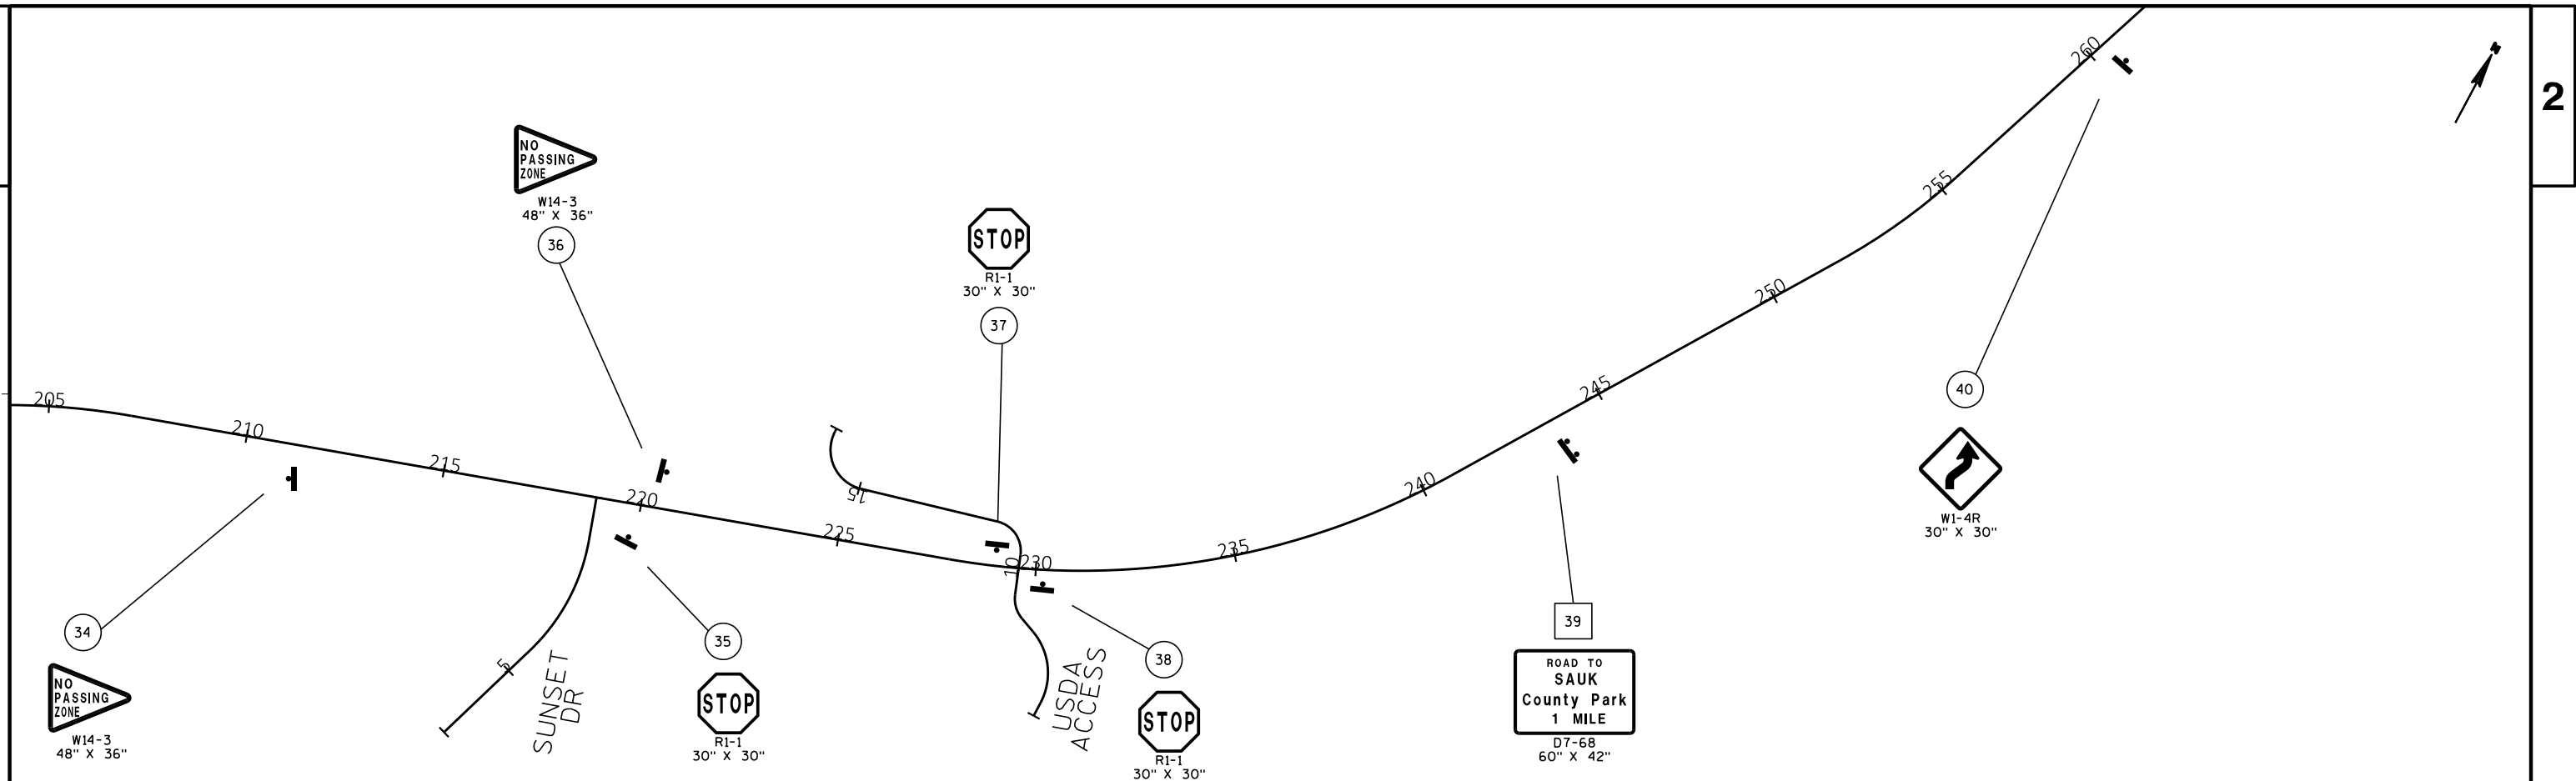 260
2
NO
PASSING
ZONE
W14-3
48" X 36"
36
255
STOP
R1-1
30" X 30"
37
250
245
40
W1-4R
30" X 30"
205
210
215
220
225
15
10
230
235
240
34
NO
PASSING
ZONE
W14-3
48" X 36"
5
SUNSET
DR
35
STOP
R1-1
30" X 30"
USDA
ACCESS
38
STOP
R1-1
30" X 30"
39
ROAD TO
SAUK
County Park
1 MILE
D7-68
60" X 42"